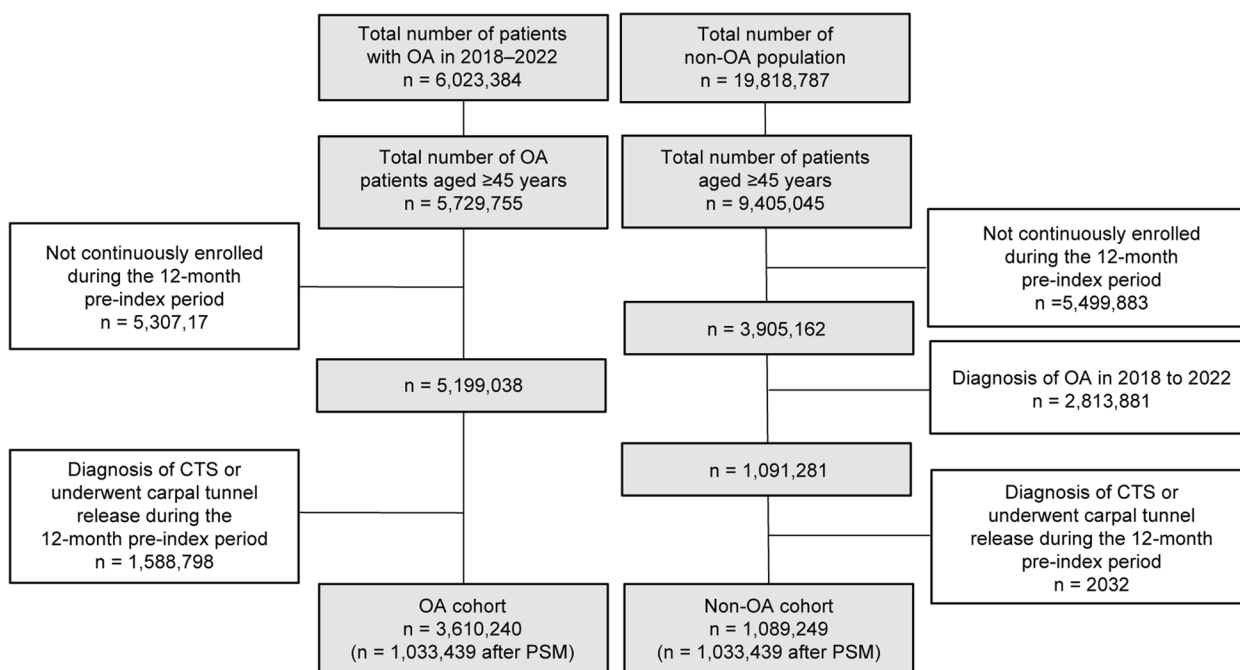 Total number of patients
with OA in 2018–2022
n = 6,023,384
Total number of
non-OA population
n = 19,818,787
Total number of OA
patients aged ≥45 years
n = 5,729,755
Total number of patients
aged ≥45 years
n = 9,405,045
Not continuously enrolled
during the 12-month
pre-index period
n = 5,307,17
Not continuously enrolled
during the 12-month
pre-index period
n =5,499,883
n = 3,905,162
n = 5,199,038
Diagnosis of OA in 2018 to 2022
n = 2,813,881
n = 1,091,281
Diagnosis of CTS or
underwent carpal tunnel
release during the
12-month pre-index period
n = 1,588,798
Diagnosis of CTS or
underwent carpal tunnel
release during the 12-month
pre-index period
n = 2032
OA cohort
n = 3,610,240
(n = 1,033,439 after PSM)
Non-OA cohort
n = 1,089,249
(n = 1,033,439 after PSM)